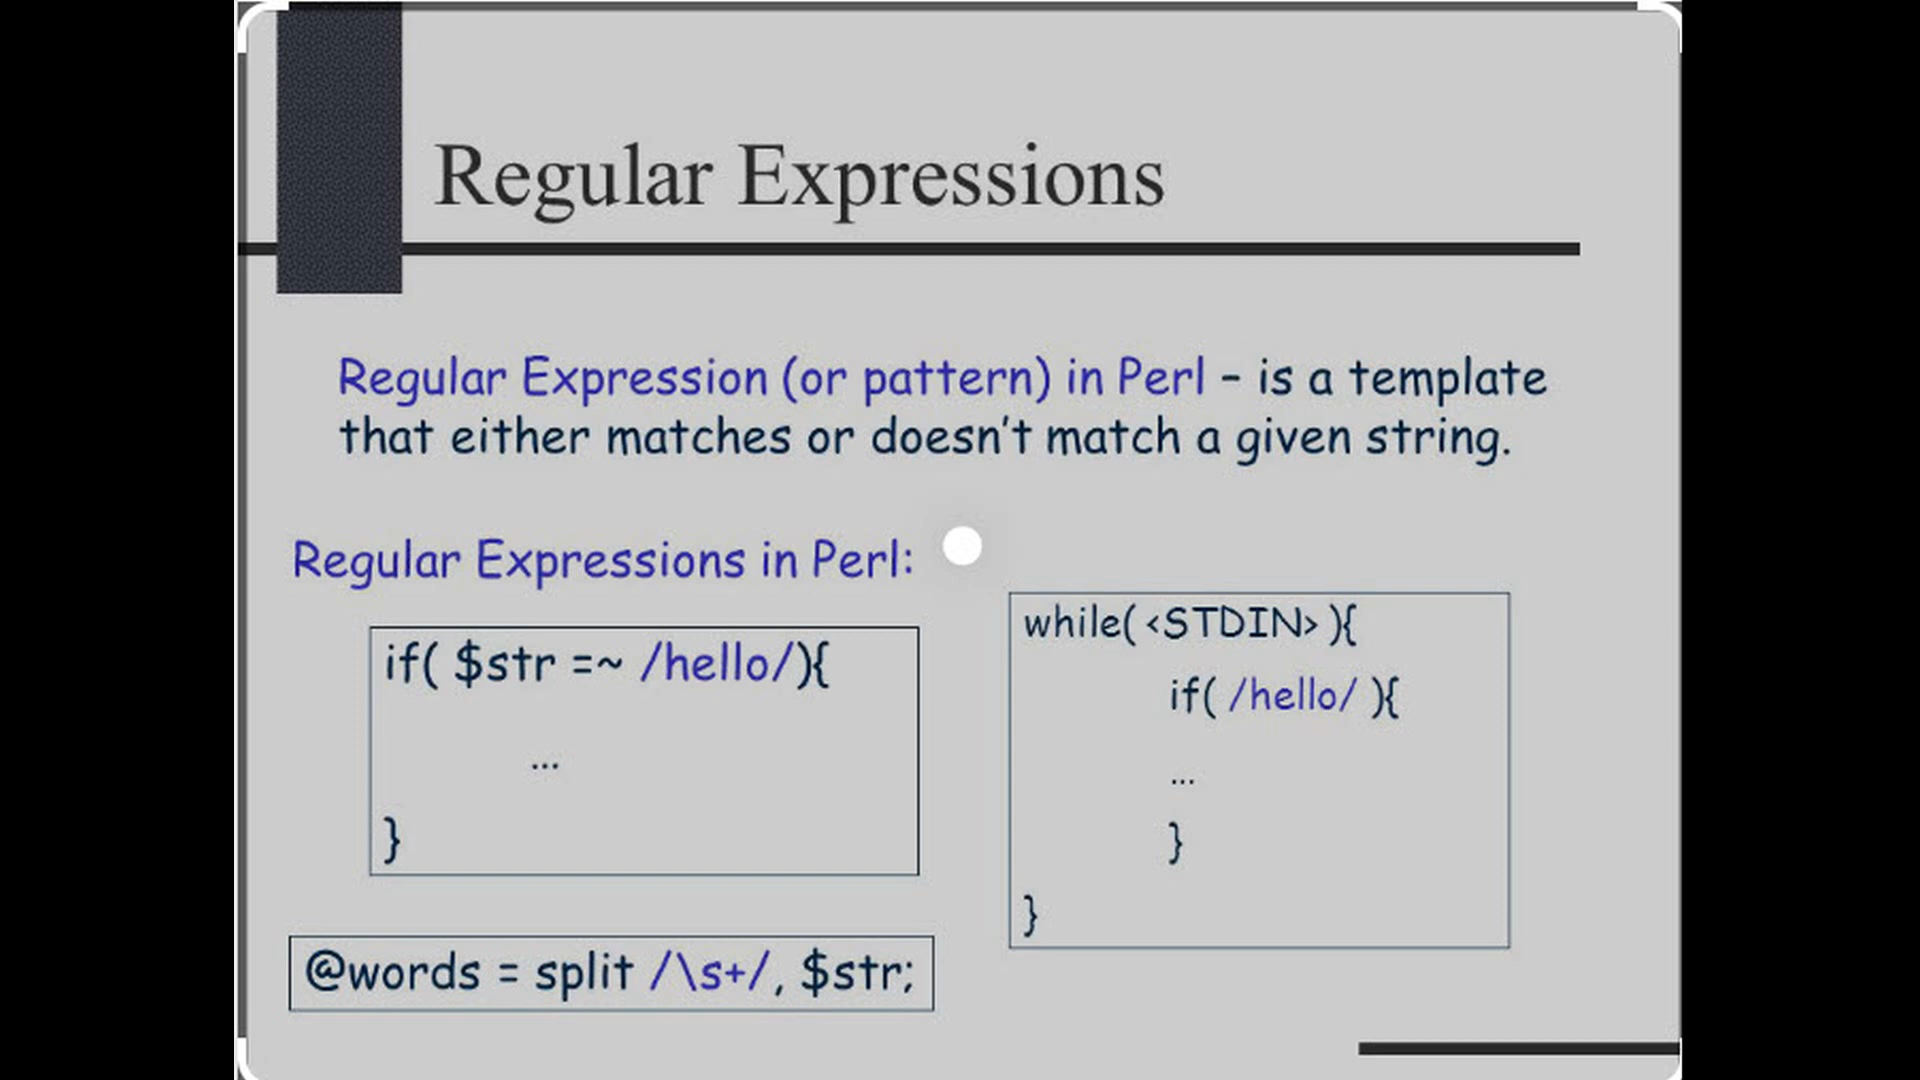 Regular Expressions
Regular Expression (or pattern) in Perl – is a template
that either matches or doesn't match a given string.
Regular Expressions in Perl:
if( $str =~ /hello/){
...
}
while( <STDIN> ){
if( /hello/ ){
...
}
}
@words = split /\s+/, $str;